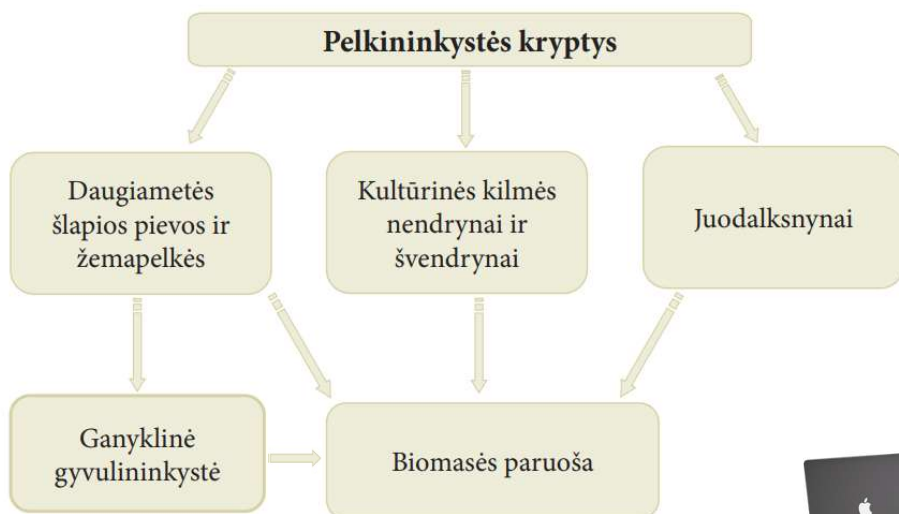 Pelkininkystės kryptys
Daugiametės
šlapios pievos ir
žemapelkės
Kultūrinės kilmės
nendrynai ir
švendrynai
Juodalksnynai
Ganyklinė
gyvulininkystė
Biomasės paruoša